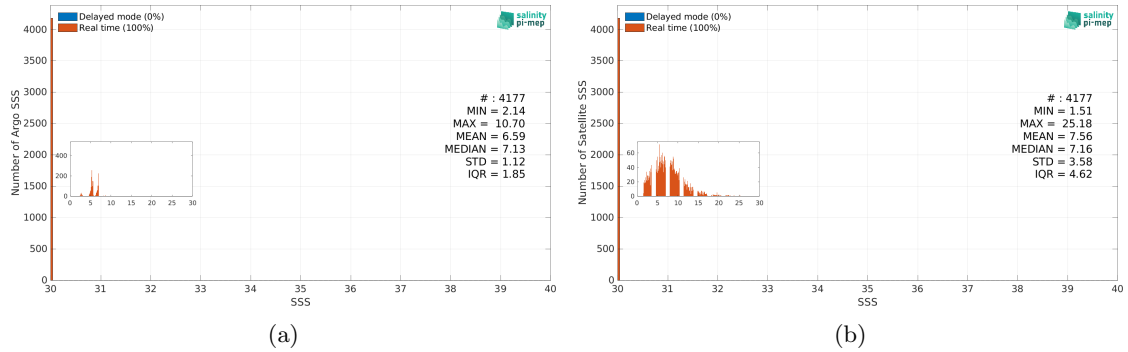 Delayed mode (0%)
Real time (100%)
salinity
pi-mep
4000
3500
3000
2500
2000
1500
1000
500
0
Number of Argo SSS
# : 4177
MIN = 2.14
MAX = 10.70
MEAN = 6.59
MEDIAN = 7.13
STD = 1.12
IQR = 1.85
400
200
0
0 5 10 15 20 25 30
30 31 32 33 34 35 36 37 38 39 40
SSS
(a)
Delayed mode (0%)
Real time (100%)
salinity
pi-mep
4000
3500
3000
2500
2000
1500
1000
500
0
Number of Satellite SSS
# : 4177
MIN = 1.51
MAX = 25.18
MEAN = 7.56
MEDIAN = 7.16
STD = 3.58
IQR = 4.62
60
40
20
0
0 5 10 15 20 25 30
30 31 32 33 34 35 36 37 38 39 40
SSS
(b)